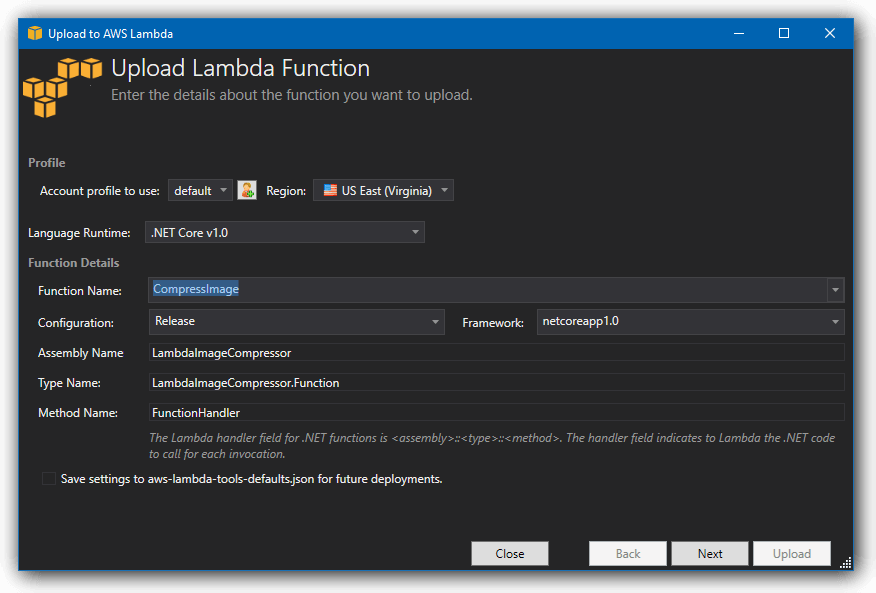 Upload to AWS Lambda
Upload Lambda Function
Enter the details about the function you want to upload.
Profile
Account profile to use: default Region: US East (Virginia)
Language Runtime: .NET Core v1.0
Function Details
Function Name: CompressImage
Configuration: Release Framework: netcoreapp1.0
Assembly Name LambdaImageCompressor
Type Name: LambdaImageCompressor.Function
Method Name: FunctionHandler
The Lambda handler field for .NET functions is <assembly>::<type>::<method>. The handler field indicates to Lambda the .NET code
to call for each invocation.
Save settings to aws-lambda-tools-defaults.json for future deployments.
Close Back Next Upload